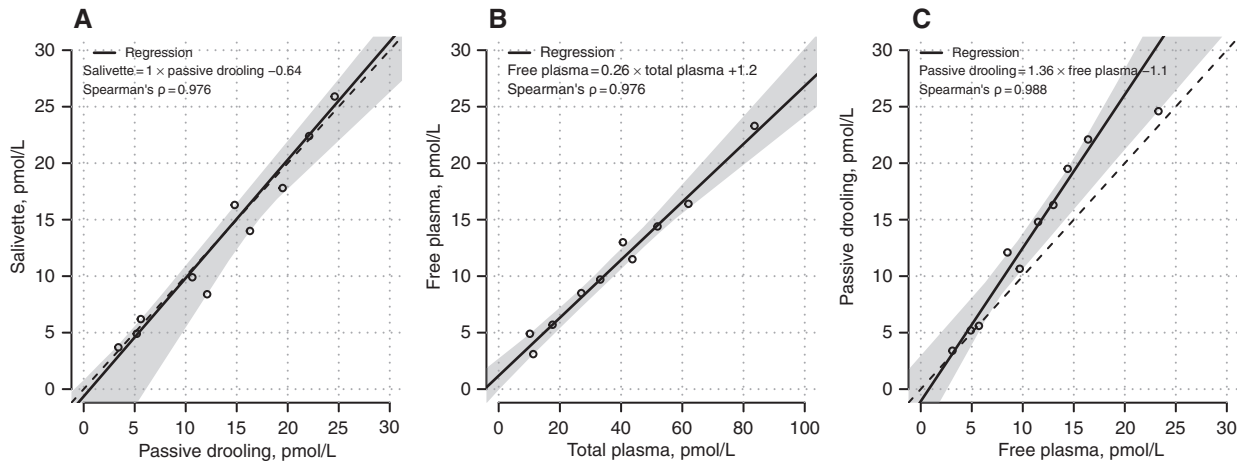 A
Regression
Salivette=1 × passive drooling −0.64
Spearman's ρ=0.976
30
25
20
15
10
5
0
Salivette, pmol/L
0 5 10 15 20 25 30
Passive drooling, pmol/L
B
Regression
Free plasma=0.26 × total plasma +1.2
Spearman's ρ=0.976
30
25
20
15
10
5
0
Free plasma, pmol/L
0 20 40 60 80 100
Total plasma, pmol/L
C
Regression
Passive drooling=1.36 × free plasma−1.1
Spearman's ρ=0.988
30
25
20
15
10
5
0
Passive drooling, pmol/L
0 5 10 15 20 25 30
Free plasma, pmol/L